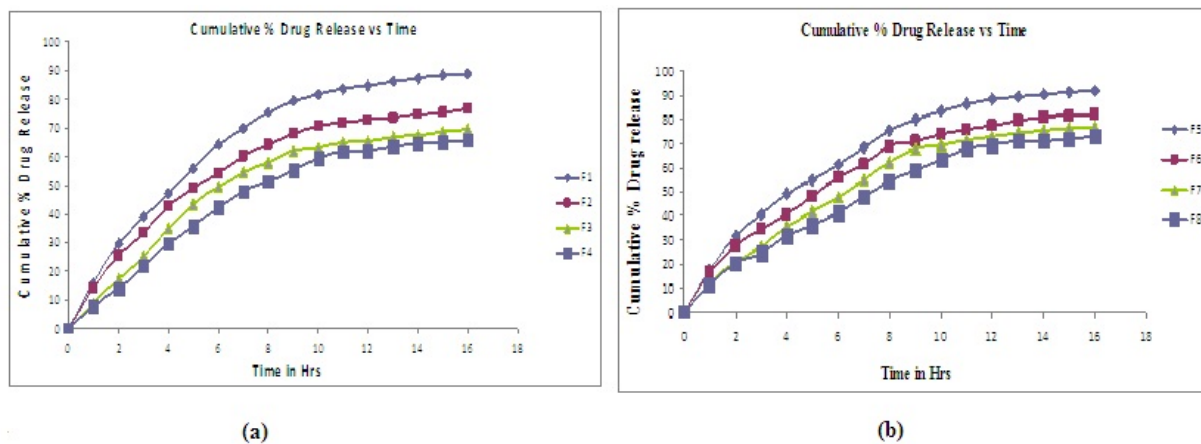 Cumulative % Drug Release vs Time
Cumulative % Drug Release
100
90
80
70
60
50
40
30
20
10
0
0 2 4 6 8 10 12 14 16 18
Time in Hrs
F1
F2
F3
F4
(a)
Cumulative % Drug Release vs Time
Cumulative % Drug release
100
90
80
70
60
50
40
30
20
10
0
0 2 4 6 8 10 12 14 16 18
Time in Hrs
F5
F6
F7
F8
(b)